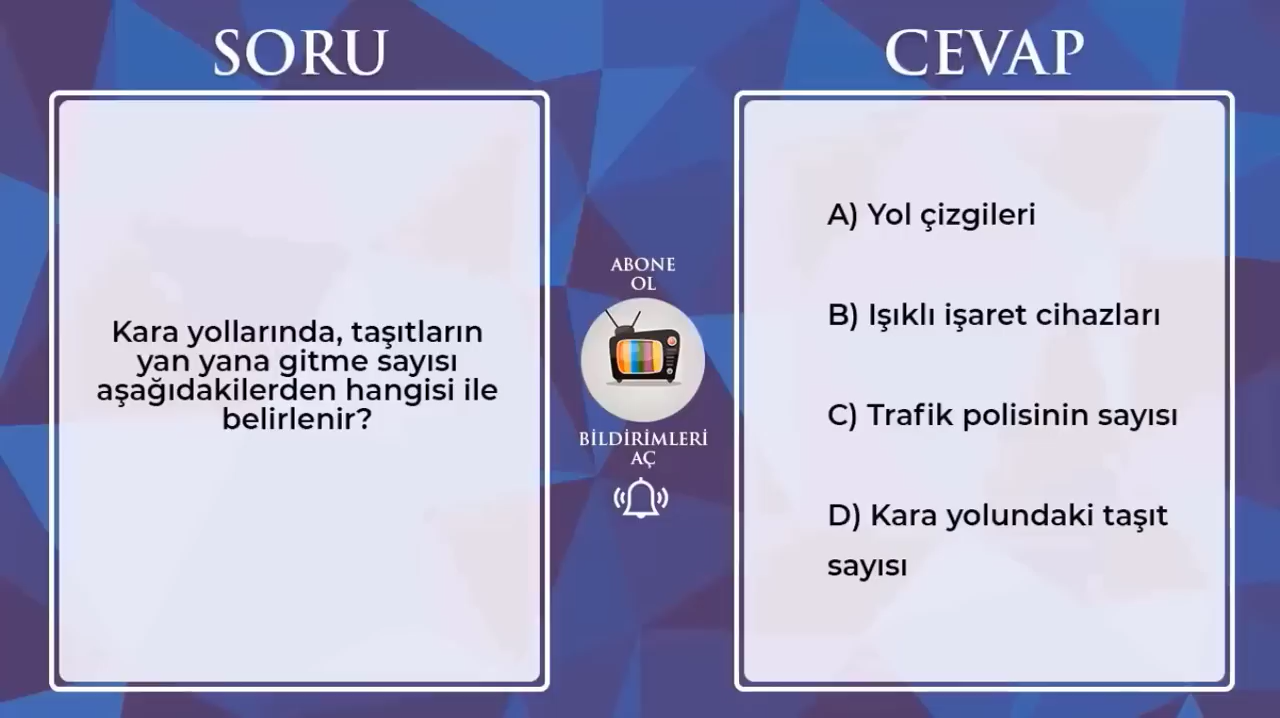 SORU
Kara yollarında, taşıtların
yan yana gitme sayısı
aşağıdakilerden hangisi ile
belirlenir?
ABONE
OL
BİLDİRİMLERİ
AÇ
CEVAP
A) Yol çizgileri
B) Işıklı işaret cihazları
C) Trafik polisinin sayısı
D) Kara yolundaki taşıt
sayısı